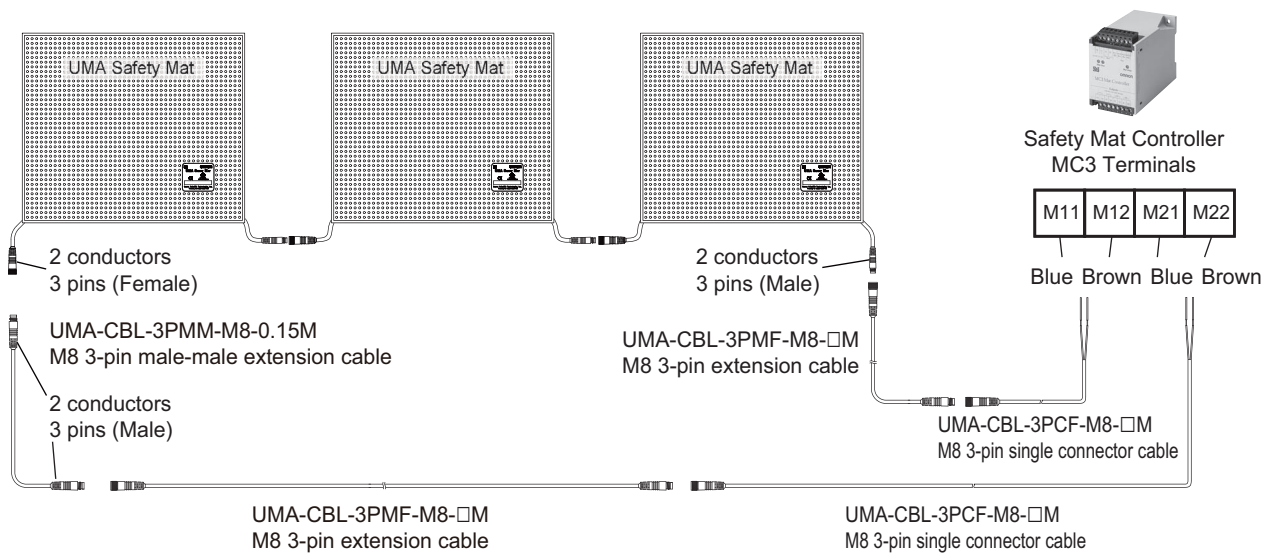 UMA Safety Mat
UMA Safety Mat
UMA Safety Mat
Safety Mat Controller
MC3 Terminals
M11 M12 M21 M22
Blue Brown Blue Brown
2 conductors
3 pins (Female)
2 conductors
3 pins (Male)
UMA-CBL-3PMM-M8-0.15M
M8 3-pin male-male extension cable
UMA-CBL-3PMF-M8-□M
M8 3-pin extension cable
2 conductors
3 pins (Male)
UMA-CBL-3PCF-M8-□M
M8 3-pin single connector cable
UMA-CBL-3PMF-M8-□M
M8 3-pin extension cable
UMA-CBL-3PCF-M8-□M
M8 3-pin single connector cable